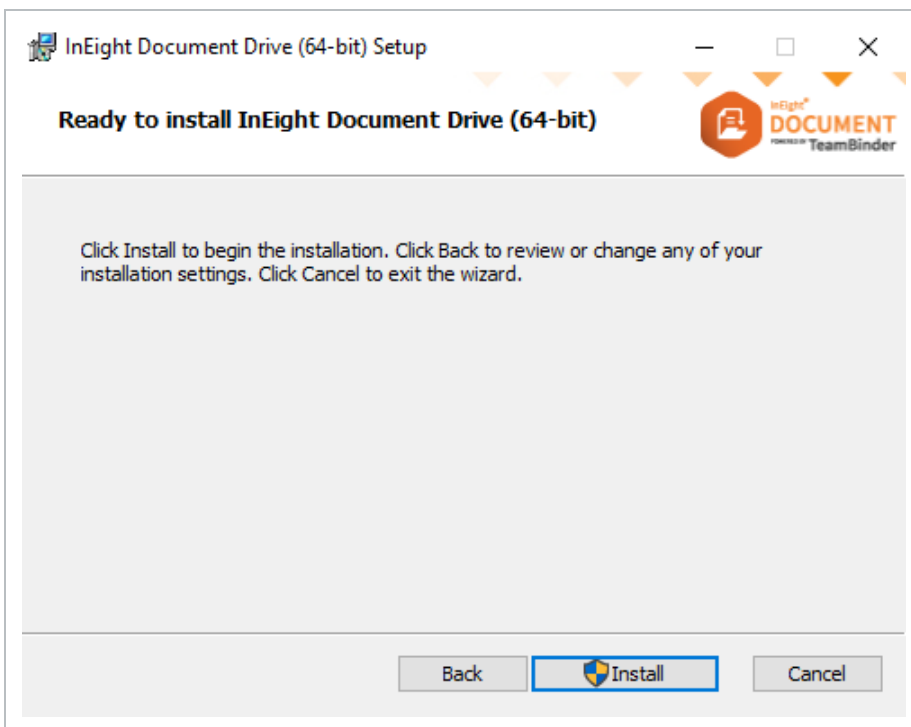 InEight Document Drive (64-bit) Setup
Ready to install InEight Document Drive (64-bit)
InEight®
DOCUMENT
POWERED BY TeamBinder
Click Install to begin the installation. Click Back to review or change any of your
installation settings. Click Cancel to exit the wizard.
Back
Install
Cancel